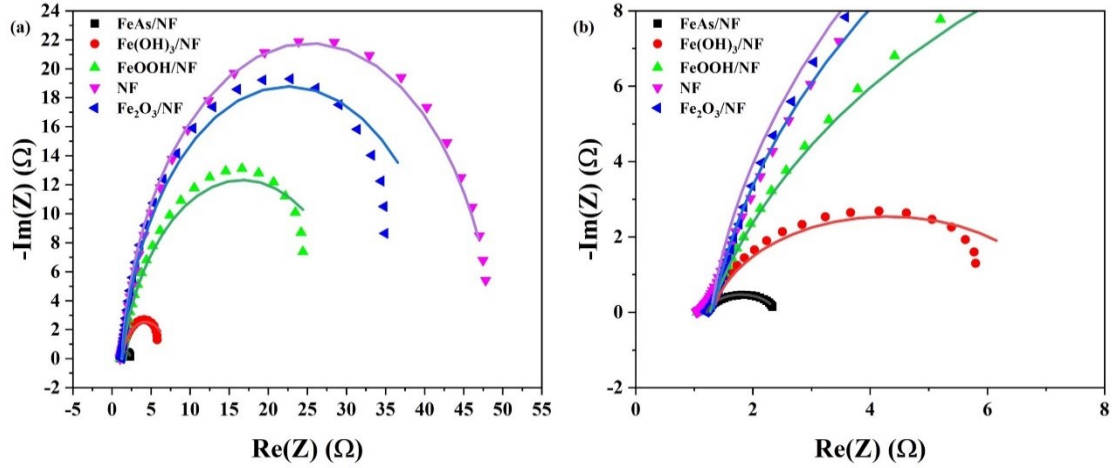 (a)
FeAs/NF
Fe(OH)₃/NF
FeOOH/NF
NF
Fe₂O₃/NF
-24
-22
-20
-18
-16
-14
-12
-10
-8
-6
-4
-2
0
-2
-Im(Z) (Ω)
-5 0 5 10 15 20 25 30 35 40 45 50 55
Re(Z) (Ω)
(b)
FeAs/NF
Fe(OH)₃/NF
FeOOH/NF
NF
Fe₂O₃/NF
-8
-6
-4
-2
0
-2
-Im(Z) (Ω)
2 4 6 8
Re(Z) (Ω)